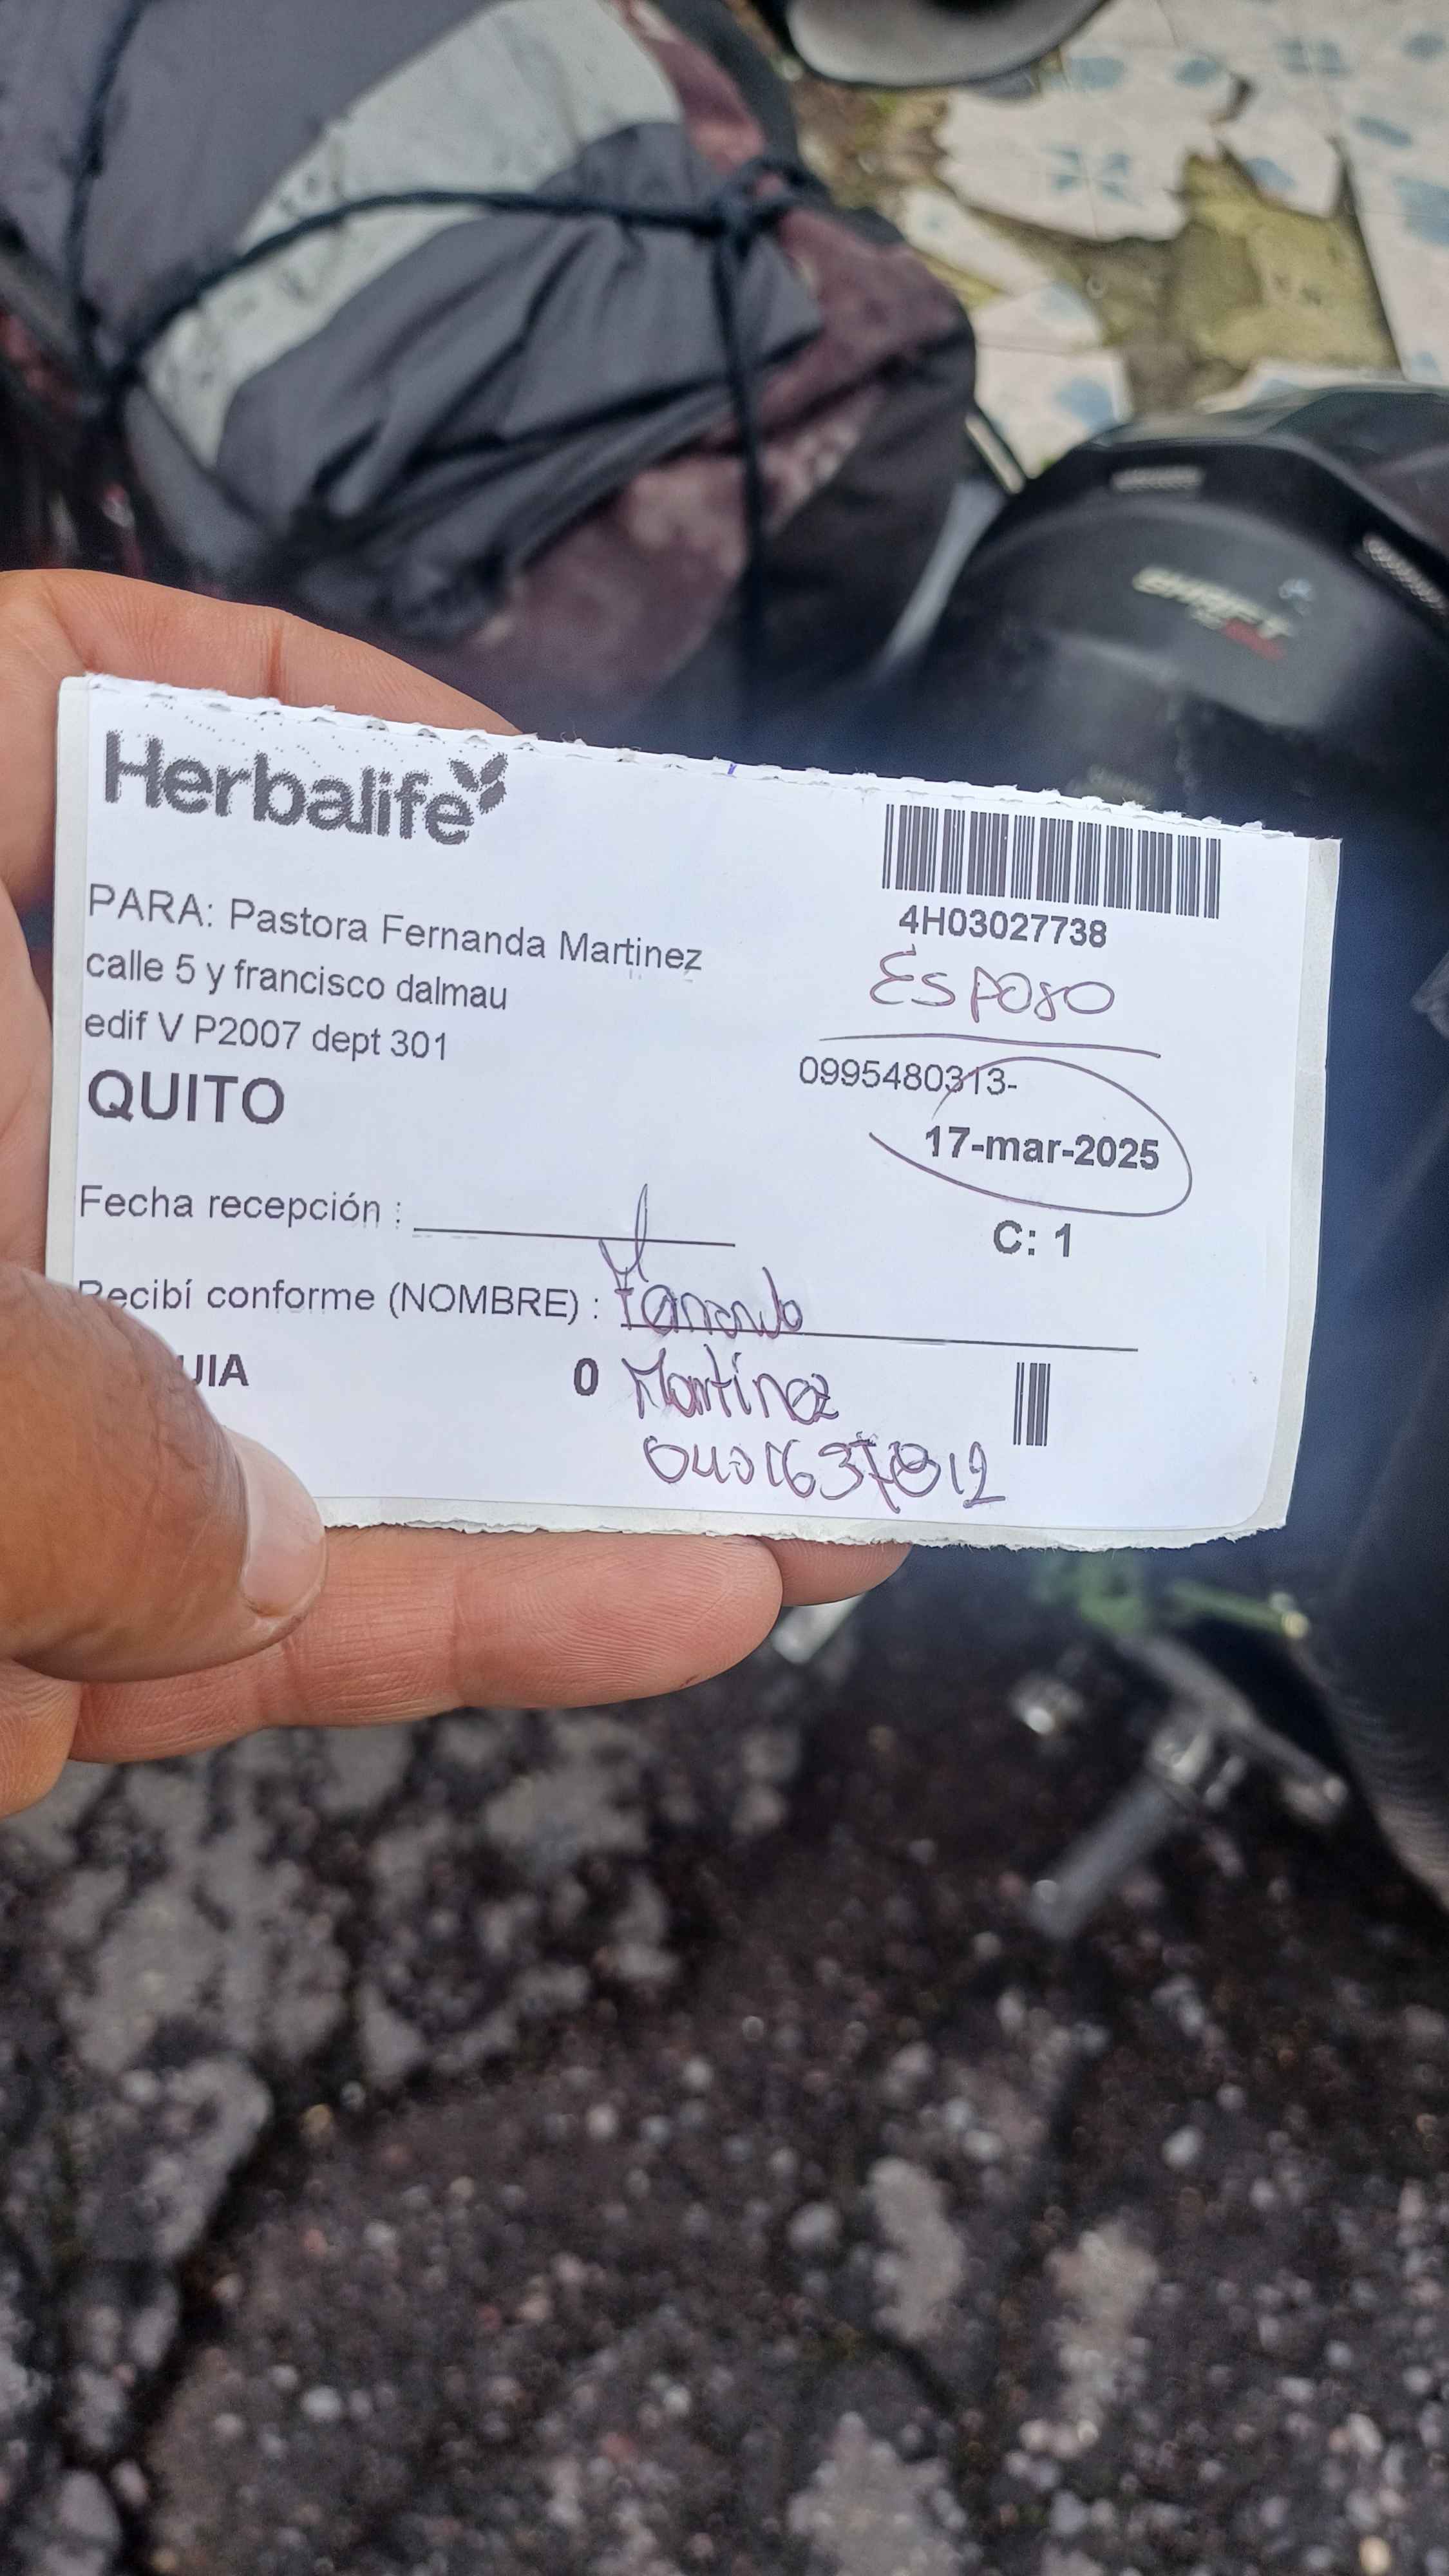 Herbalife
4H03027738
Esposo
PARA: Pastora Fernanda Martinez
calle 5 y francisco dalmau
edif V P2007 dept 301
QUITO
0995480313-
17-mar-2025
C: 1
Fecha recepción :
Recibí conforme (NOMBRE) :
UIA 0 Martinez